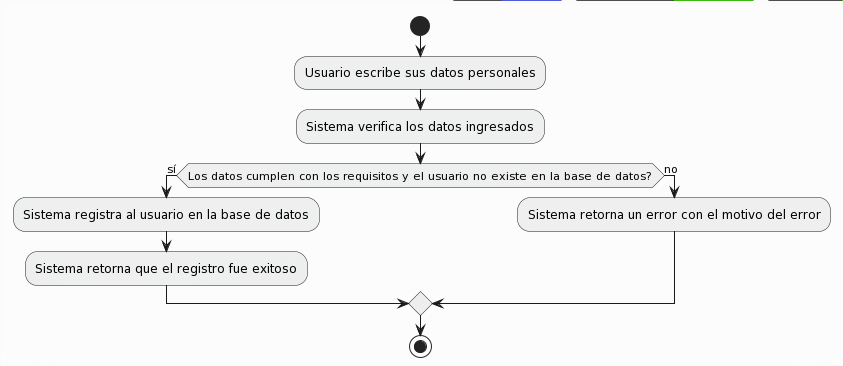 Usuario escribe sus datos personales
Sistema verifica los datos ingresados
sí
Los datos cumplen con los requisitos y el usuario no existe en la base de datos?
no
Sistema registra al usuario en la base de datos
Sistema retorna un error con el motivo del error
Sistema retorna que el registro fue exitoso